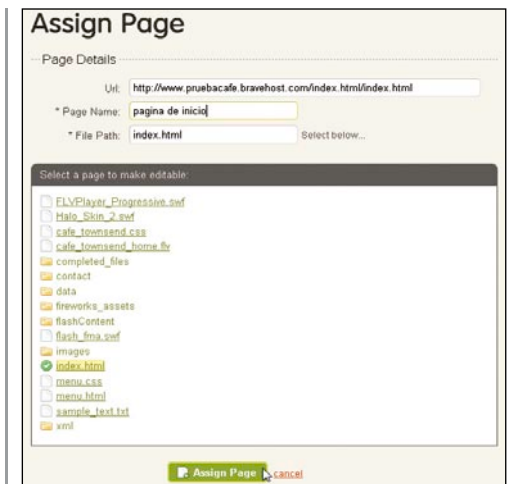 Assign Page
Page Details
Url: http://www.pruebacafe.bravehost.com/index.html/index.html
* Page Name: pagina de inicio
* File Path: index.html Select below...
Select a page to make editable:
FLVPlayer_Progressive.swf
Halo_Skin_2.swf
cafe_townsend.css
cafe_townsend_home.flv
completed_files
contact
data
fireworks_assets
flashContent
flash_fma.swf
images
index.html
menu.css
menu.html
sample_text.txt
xml
Assign Page cancel